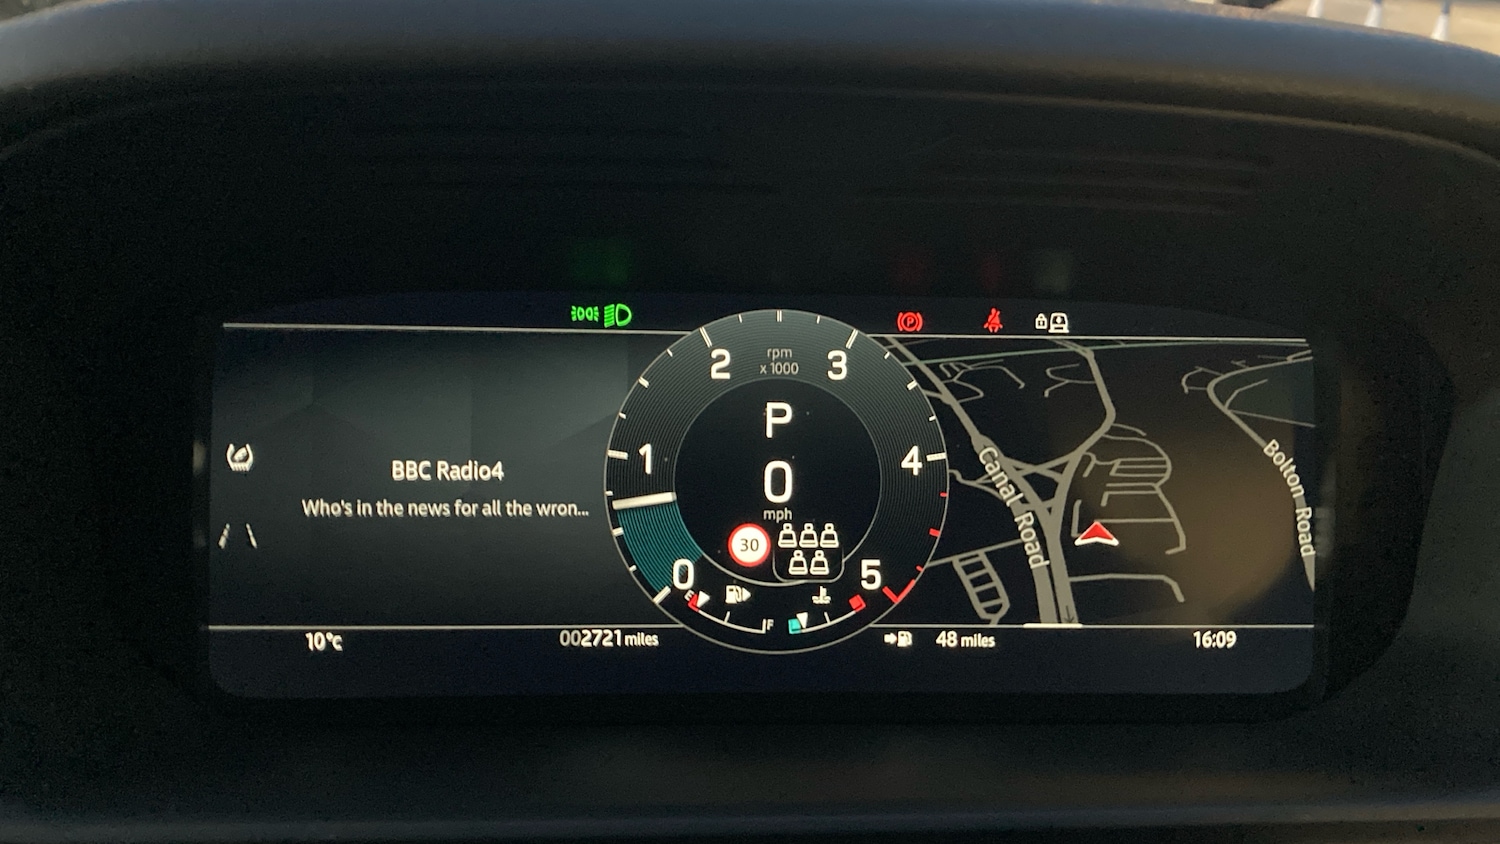 2
rpm
x 1000
3
1
4
P
0
mph
30
0
5
E
F
BBC Radio4
Who's in the news for all the wron...
Canal Road
Bolton Road
10°C
002721 miles
48 miles
16:09